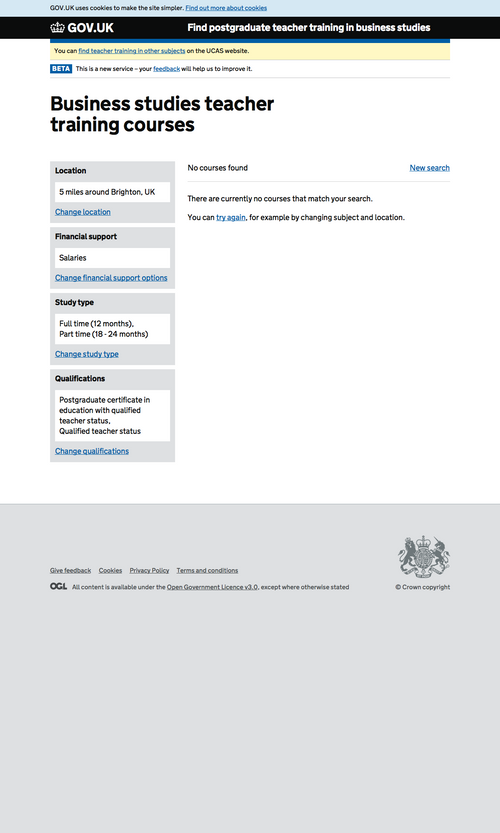 GOV.UK uses cookies to make the site simpler. Find out more about cookies
GOV.UK
Find postgraduate teacher training in business studies
You can find teacher training in other subjects on the UCAS website.
BETA This is a new service – your feedback will help us to improve it.
Business studies teacher
training courses
Location
5 miles around Brighton, UK
Change location
Financial support
Salaries
Change financial support options
Study type
Full time (12 months),
Part time (18 - 24 months)
Change study type
Qualifications
Postgraduate certificate in
education with qualified
teacher status,
Qualified teacher status
Change qualifications
No courses found
New search
There are currently no courses that match your search.
You can try again, for example by changing subject and location.
Give feedback Cookies Privacy Policy Terms and conditions
OGL All content is available under the Open Government Licence v3.0, except where otherwise stated
© Crown copyright